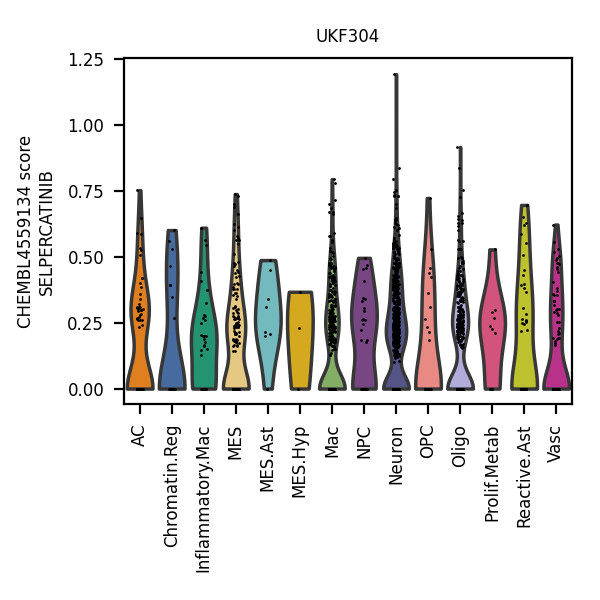 UKF304
CHEMBL4559134 score
SELPERCATINIB
1.25
1.00
0.75
0.50
0.25
0.00
AC
Chromatin.Reg
Inflammatory.Mac
MES
MES.Ast
MES.Hyp
Mac
NPC
Neuron
OPC
Oligo
Prolif.Metab
Reactive.Ast
Vasc